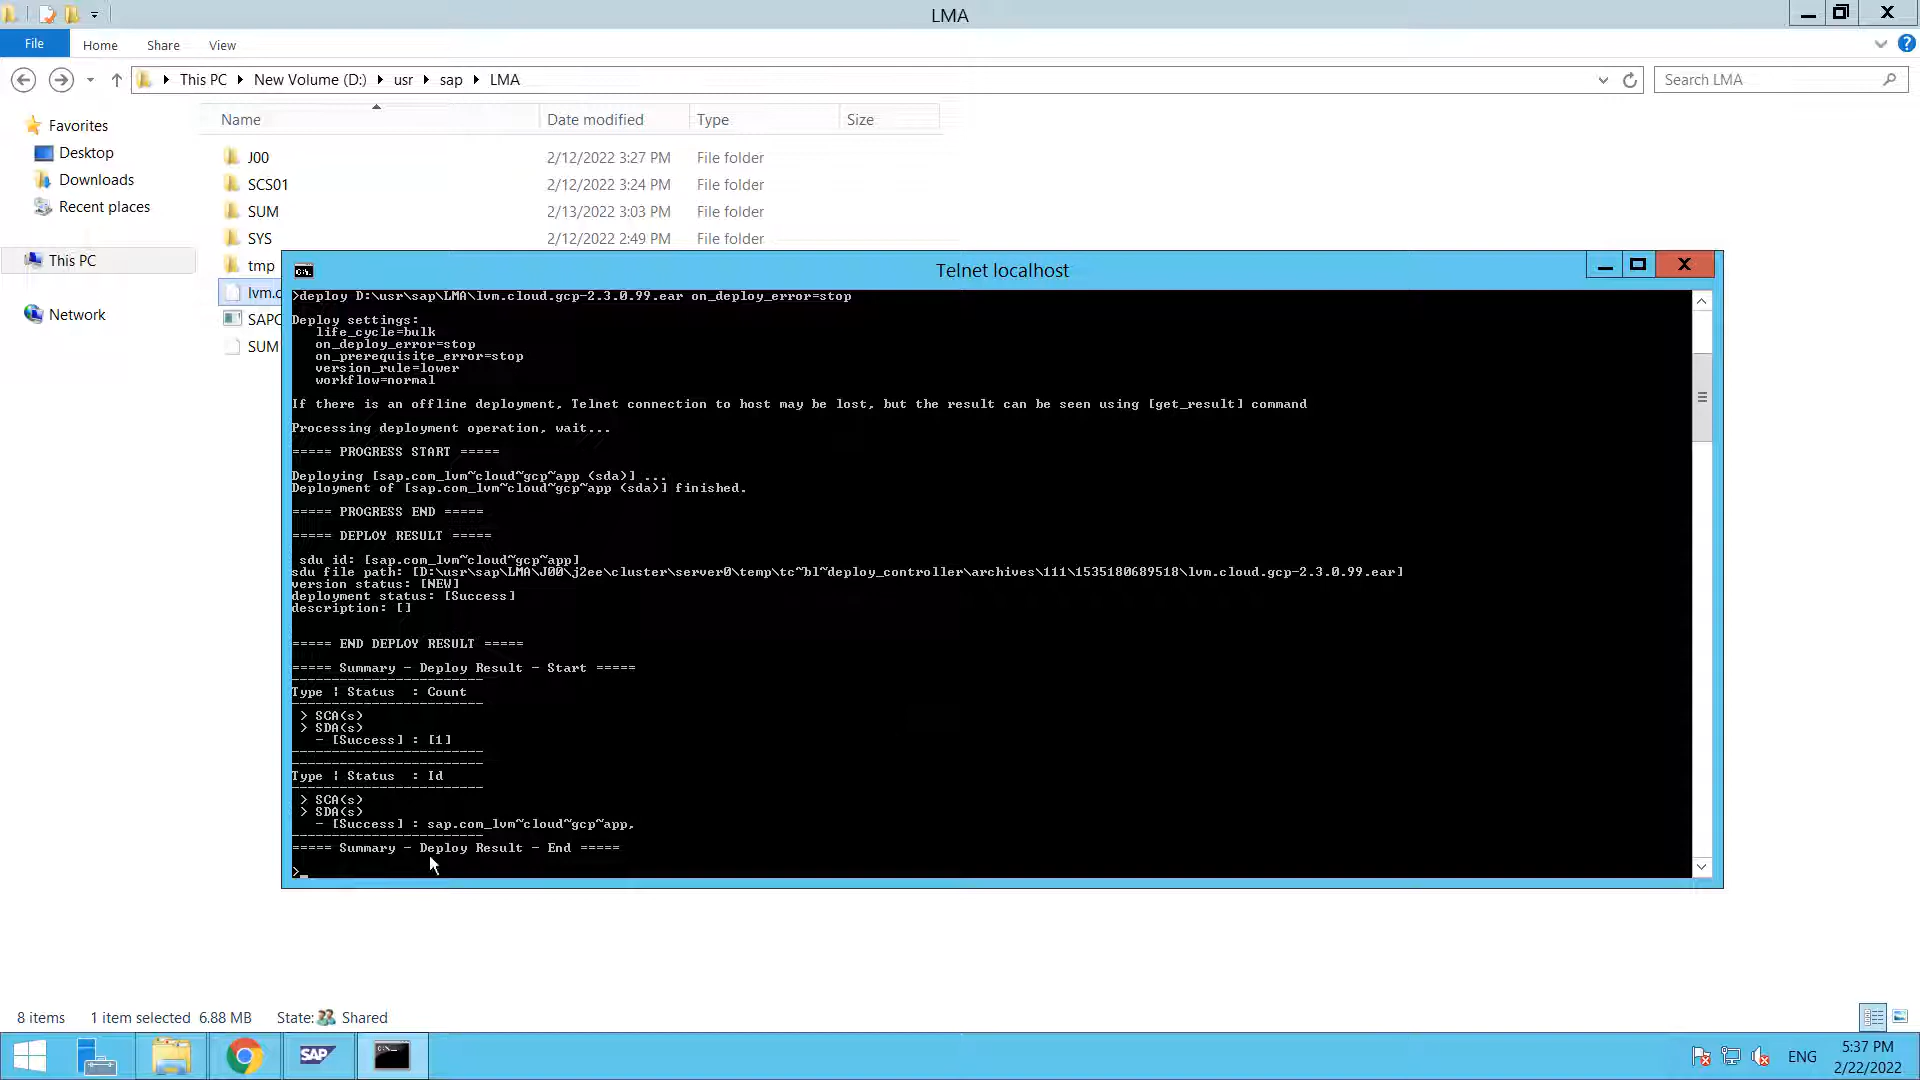 LMA
File Home Share View
This PC New Volume (D:) usr sap LMA
Search LMA
Name Date modified Type Size
Favorites
Desktop
Downloads
Recent places
This PC
Network
J00 2/12/2022 3:27 PM File folder
SCS01 2/12/2022 3:24 PM File folder
SUM 2/13/2022 3:03 PM File folder
SYS 2/12/2022 2:49 PM File folder
tmp
lvm.c
SAPC
SUM
Telnet localhost
>deploy D:\usr\sap\LMA\lvm.cloud.gcp-2.3.0.99.ear on_deploy_error=stop
Deploy settings:
life_cycle=bulk
on_deploy_error=stop
on_prerequisite_error=stop
version_rule=lower
workflow=normal
If there is an offline deployment, Telnet connection to host may be lost, but the result can be seen using [get_result] command
Processing deployment operation, wait...
===== PROGRESS START =====
Deploying [sap.com_lvm~cloud~gcp~app (sda)] ...
Deployment of [sap.com_lvm~cloud~gcp~app (sda)] finished.
===== PROGRESS END =====
===== DEPLOY RESULT =====
sdu id: [sap.com_lvm~cloud~gcp~app]
sdu file path: [D:\usr\sap\LMA\J00\j2ee\cluster\server0\temp\tc~bl~deploy_controller\archives\111\1535180689518\lvm.cloud.gcp-2.3.0.99.ear]
version status: [NEW]
deployment status: [Success]
description: []
===== END DEPLOY RESULT =====
===== Summary - Deploy Result - Start =====
------------------------
Type | Status : Count
------------------------
> SCA(s)
> SDA(s)
- [Success] : [1]
------------------------
------------------------
Type | Status : Id
------------------------
> SCA(s)
> SDA(s)
- [Success] : sap.com_lvm~cloud~gcp~app,
------------------------
===== Summary - Deploy Result - End =====
>_
8 items 1 item selected 6.88 MB State: Shared
SAP
ENG
5:37 PM
2/22/2022